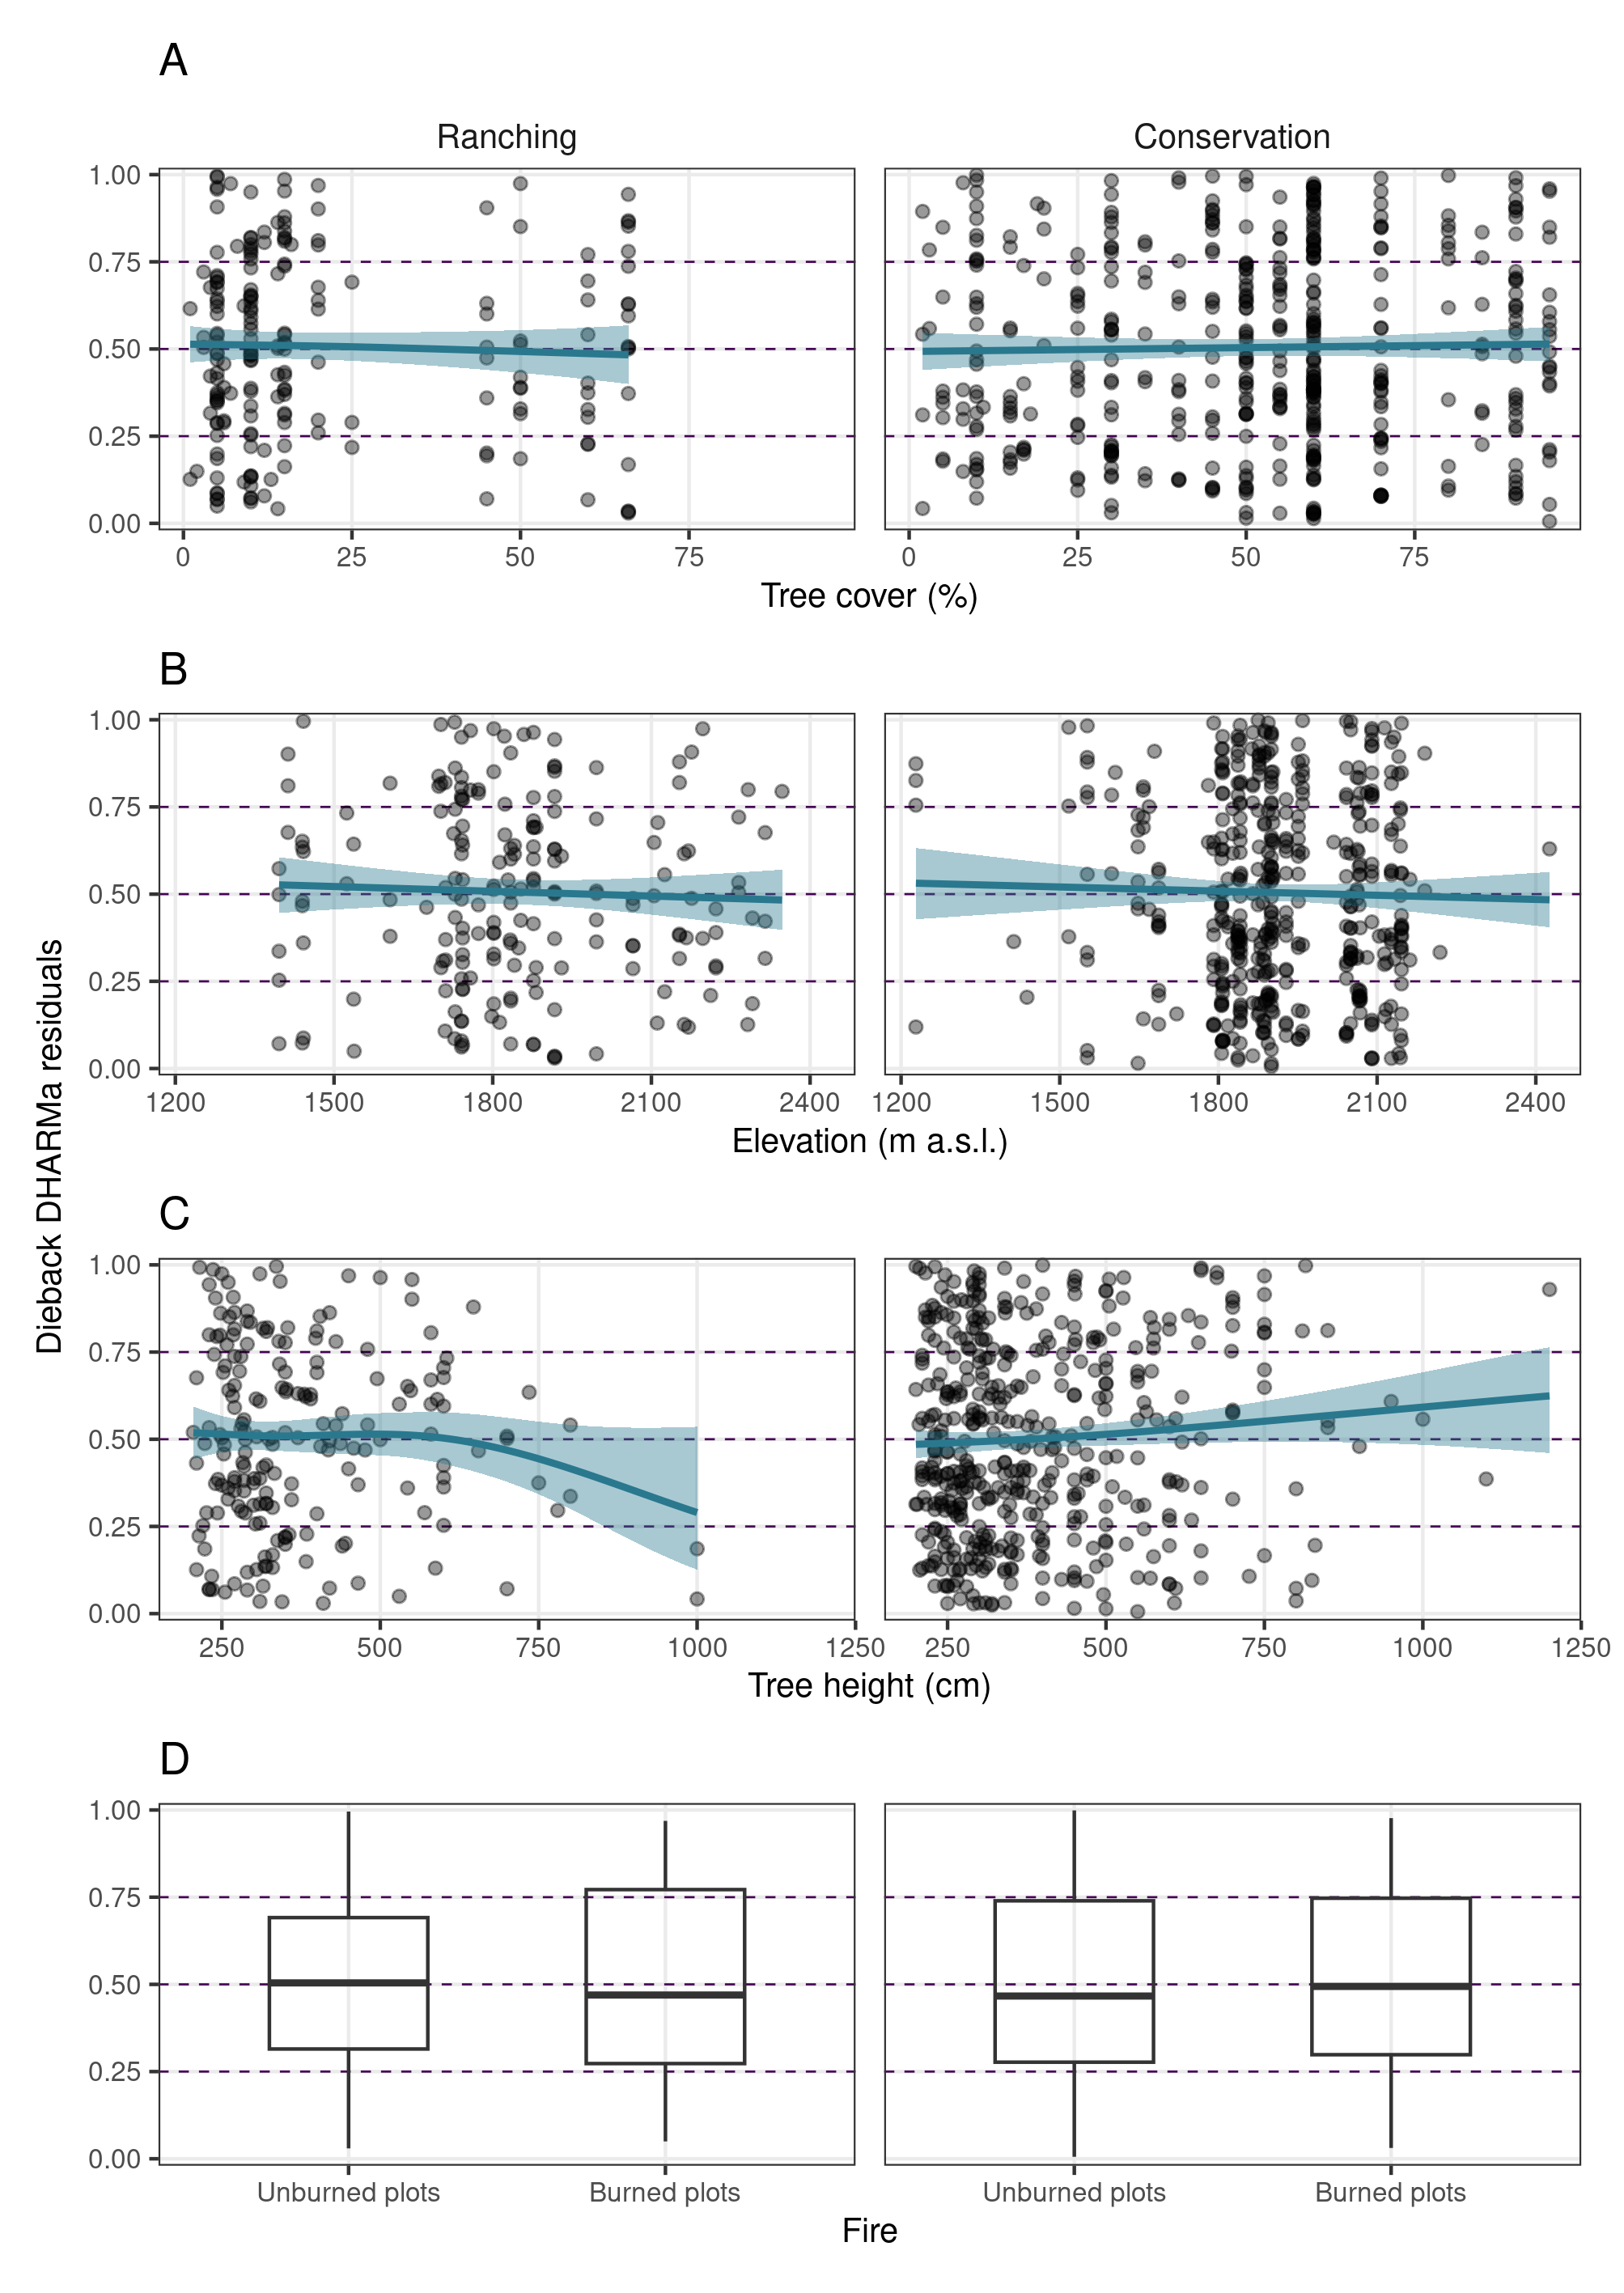 A
Ranching Conservation
1.00
0.75
0.50
0.25
0.00
0 25 50 75 0 25 50 75
Tree cover (%)
B
1.00
0.75
0.50
0.25
0.00
1200 1500 1800 2100 2400 1200 1500 1800 2100 2400
Elevation (m a.s.l.)
Dieback DHARMa residuals
C
1.00
0.75
0.50
0.25
0.00
250 500 750 1000 1250 250 500 750 1000 1250
Tree height (cm)
D
1.00
0.75
0.50
0.25
0.00
Unburned plots Burned plots Unburned plots Burned plots
Fire